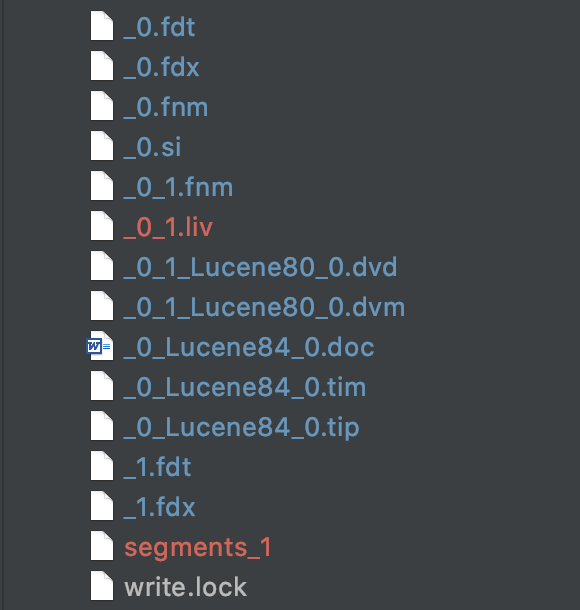 _0.fdt
_0.fdx
_0.fnm
_0.si
_0_1.fnm
_0_1.liv
_0_1_Lucene80_0.dvd
_0_1_Lucene80_0.dvm
_0_Lucene84_0.doc
_0_Lucene84_0.tim
_0_Lucene84_0.tip
_1.fdt
_1.fdx
segments_1
write.lock